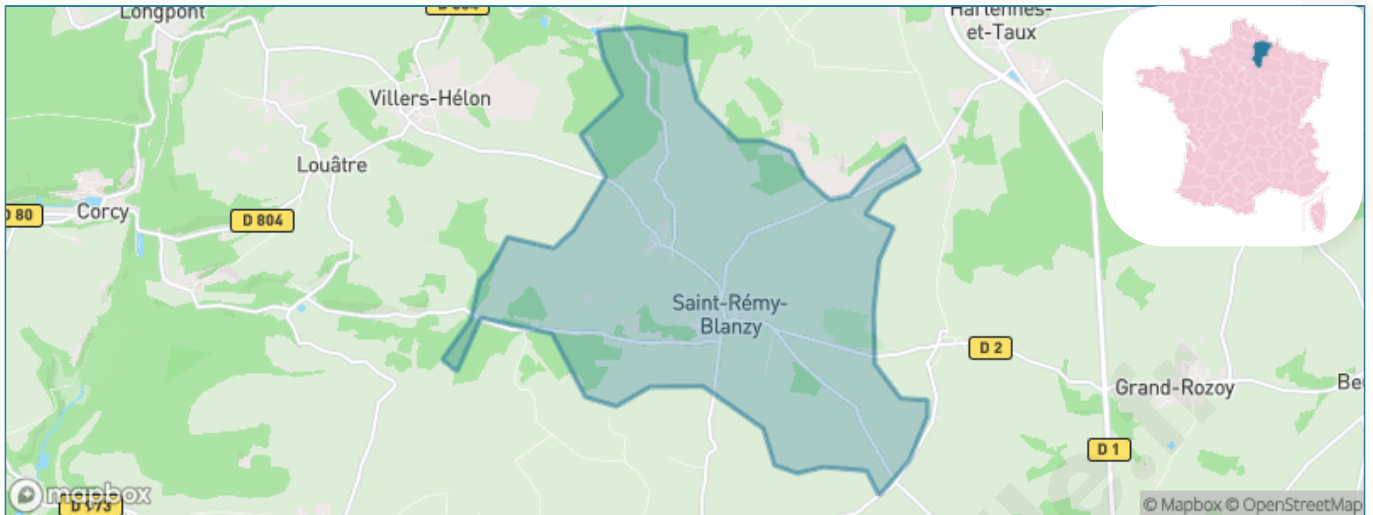 Longpont
Hartennes-
et-Taux
Villers-Hélon
Louâtre
D 80
Corcy
D 804
Saint-Rémy-
Blanzy
D 2
Grand-Rozoy
D 1
mapbox
© Mapbox © OpenStreetMap